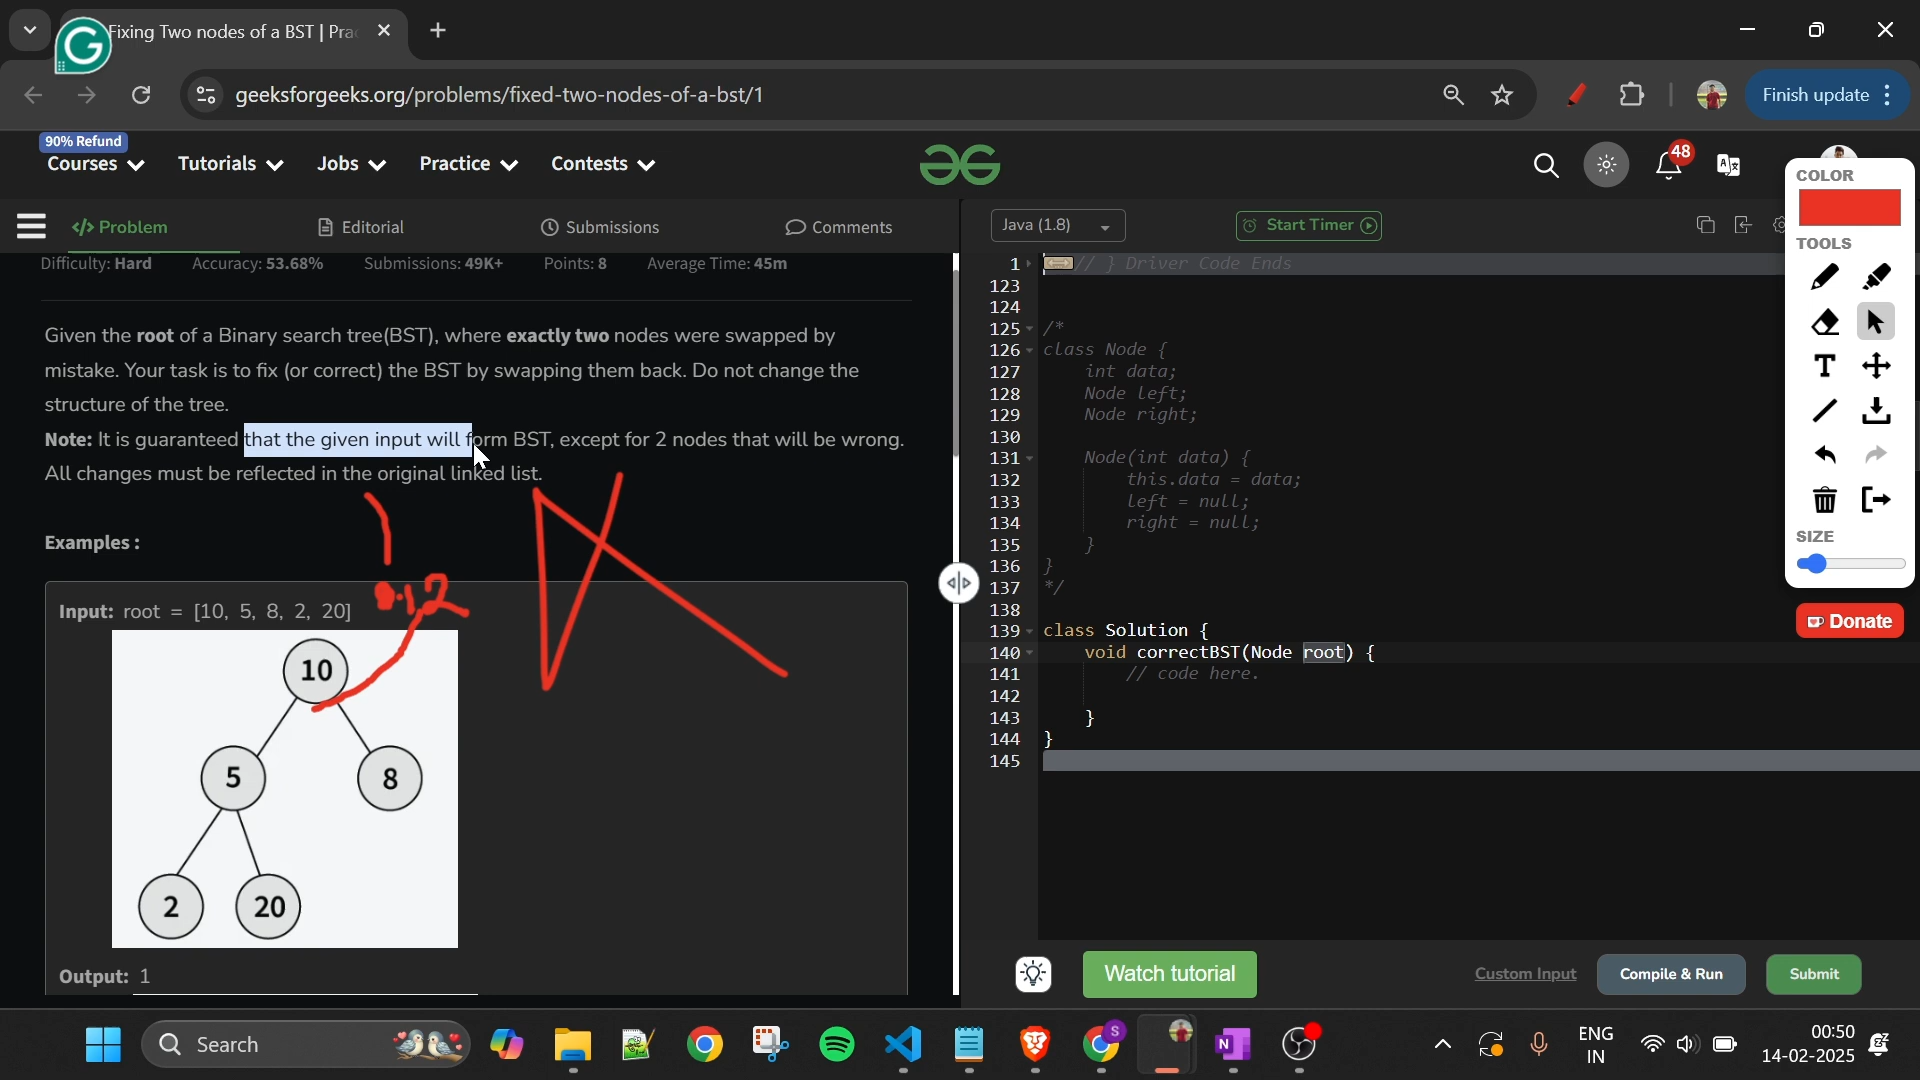 Fixing Two nodes of a BST | Pra
geeksforgeeks.org/problems/fixed-two-nodes-of-a-bst/1
Finish update
90% Refund
Courses
Tutorials
Jobs
Practice
Contests
48
Problem
Editorial
Submissions
Comments
Difficulty: Hard
Accuracy: 53.68%
Submissions: 49K+
Points: 8
Average Time: 45m
Given the root of a Binary search tree(BST), where exactly two nodes were swapped by
mistake. Your task is to fix (or correct) the BST by swapping them back. Do not change the
structure of the tree.
Note: It is guaranteed that the given input will form BST, except for 2 nodes that will be wrong.
All changes must be reflected in the original linked list.
Examples :
Input: root = [10, 5, 8, 2, 20]
10
5
8
2
20
Output: 1
Java (1.8)
Start Timer
1 // } Driver Code Ends
123
124
125 /*
126 class Node {
127 int data;
128 Node left;
129 Node right;
130
131 Node(int data) {
132 this.data = data;
133 left = null;
134 right = null;
135 }
136 }
137 */
138
139 class Solution {
140 void correctBST(Node root) {
141 // code here.
142
143 }
144 }
145
Watch tutorial
Custom Input
Compile & Run
Submit
COLOR
TOOLS
T
SIZE
Donate
Search
S
N
ENG
IN
00:50
14-02-2025